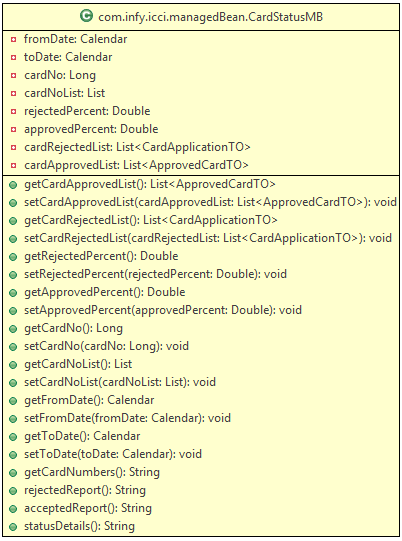 C com.infy.icci.managedBean.CardStatusMB
fromDate: Calendar
toDate: Calendar
cardNo: Long
cardNoList: List
rejectedPercent: Double
approvedPercent: Double
cardRejectedList: List<CardApplicationTO>
cardApprovedList: List<ApprovedCardTO>
getCardApprovedList(): List<ApprovedCardTO>
setCardApprovedList(cardApprovedList: List<ApprovedCardTO>): void
getCardRejectedList(): List<CardApplicationTO>
setCardRejectedList(cardRejectedList: List<CardApplicationTO>): void
getRejectedPercent(): Double
setRejectedPercent(rejectedPercent: Double): void
getApprovedPercent(): Double
setApprovedPercent(approvedPercent: Double): void
getCardNo(): Long
setCardNo(cardNo: Long): void
getCardNoList(): List
setCardNoList(cardNoList: List): void
getFromDate(): Calendar
setFromDate(fromDate: Calendar): void
getToDate(): Calendar
setToDate(toDate: Calendar): void
getCardNumbers(): String
rejectedReport(): String
acceptedReport(): String
statusDetails(): String